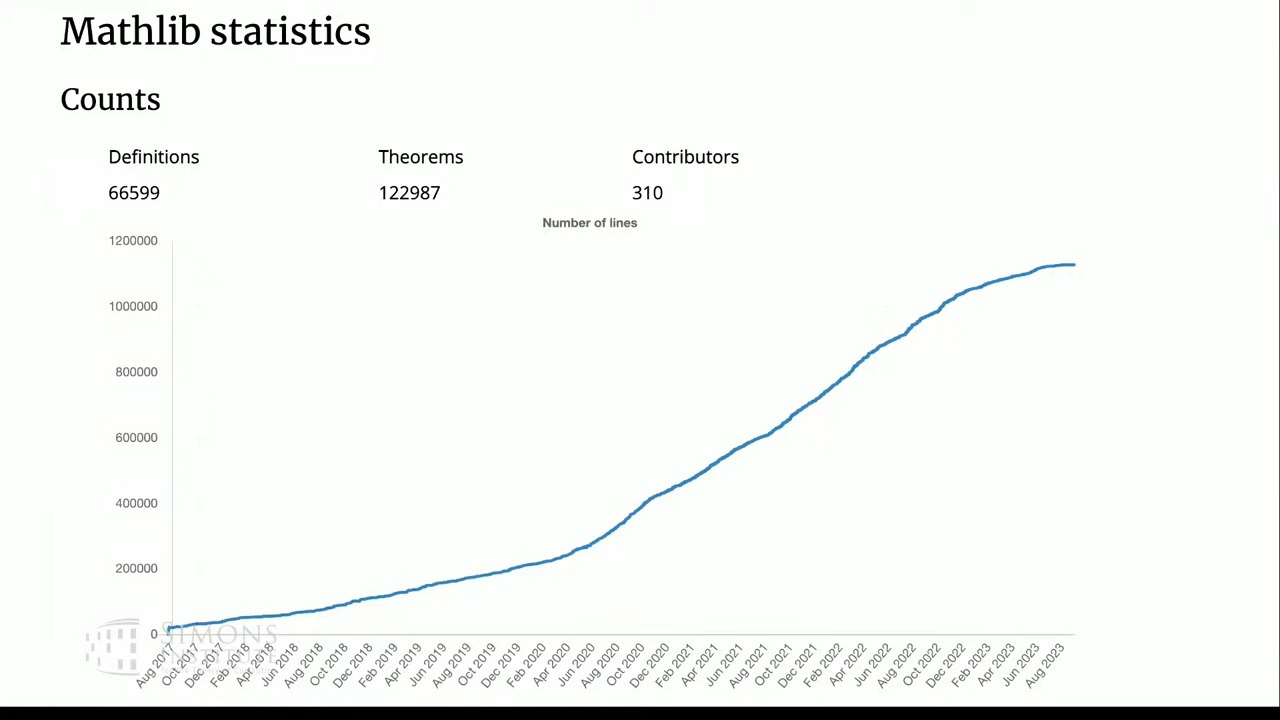 Mathlib statistics
Counts
Definitions Theorems Contributors
66599 122987 310
Number of lines
1200000
1000000
800000
600000
400000
200000
0
SIMONS
INSTITUTE
Aug 2017 Oct 2017 Dec 2017 Feb 2018 Apr 2018 Jun 2018 Aug 2018 Oct 2018 Dec 2018 Feb 2019 Apr 2019 Jun 2019 Aug 2019 Oct 2019 Dec 2019 Feb 2020 Apr 2020 Jun 2020 Aug 2020 Oct 2020 Dec 2020 Feb 2021 Apr 2021 Jun 2021 Aug 2021 Oct 2021 Dec 2021 Feb 2022 Apr 2022 Jun 2022 Aug 2022 Oct 2022 Dec 2022 Feb 2023 Apr 2023 Jun 2023 Aug 2023